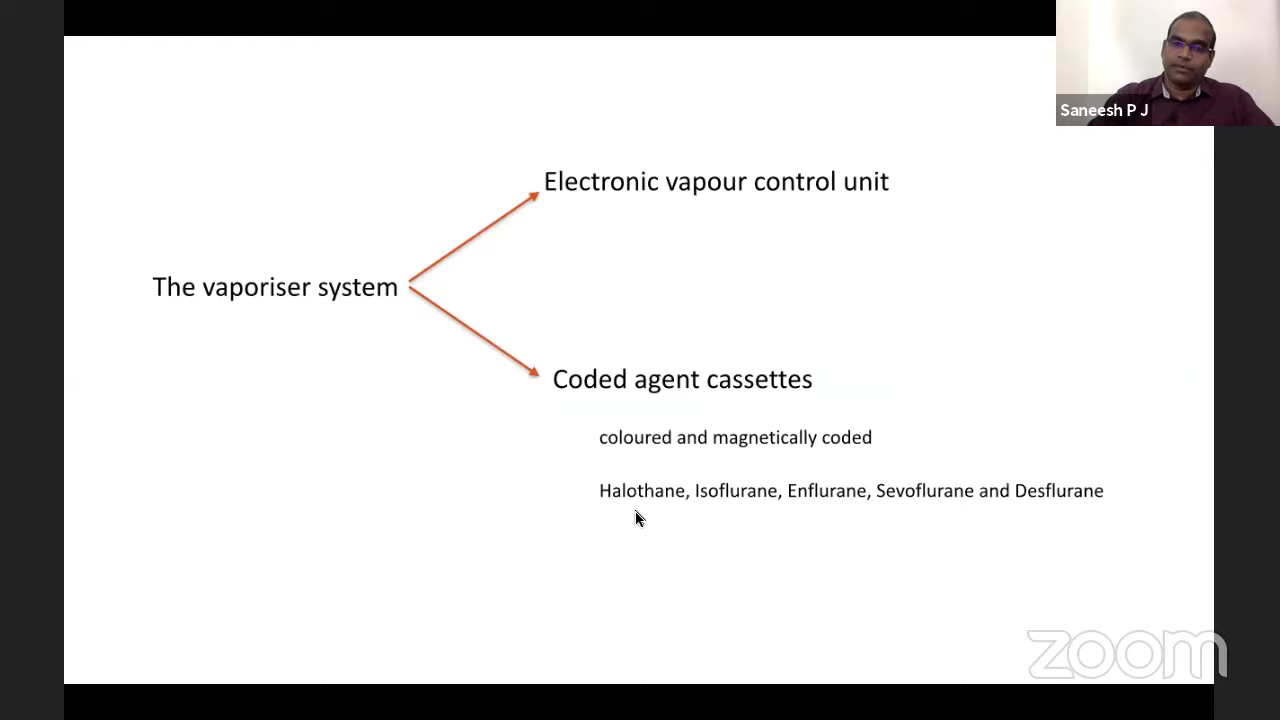 Saneesh P J
Electronic vapour control unit
The vaporiser system
Coded agent cassettes
coloured and magnetically coded
Halothane, Isoflurane, Enflurane, Sevoflurane and Desflurane
zoom